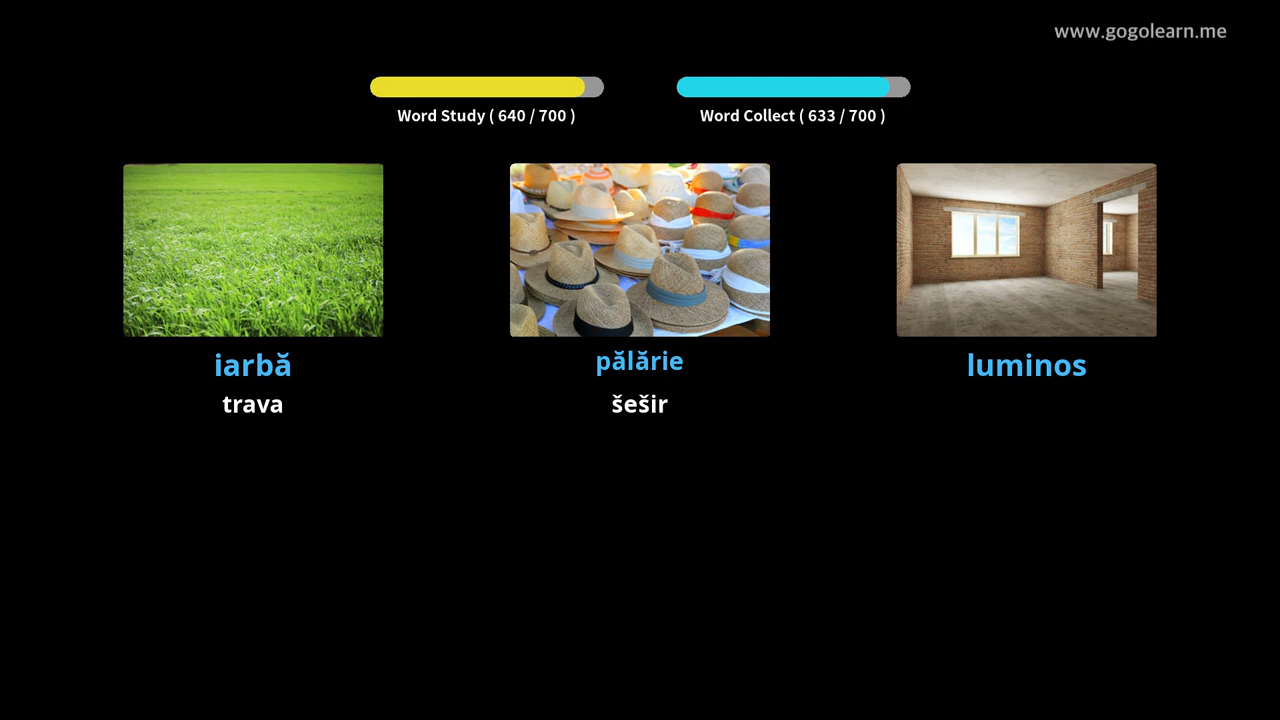 www.gogolearn.me
Word Study ( 640 / 700 )
Word Collect ( 633 / 700 )
iarbă
pălărie
luminos
trava
šešir